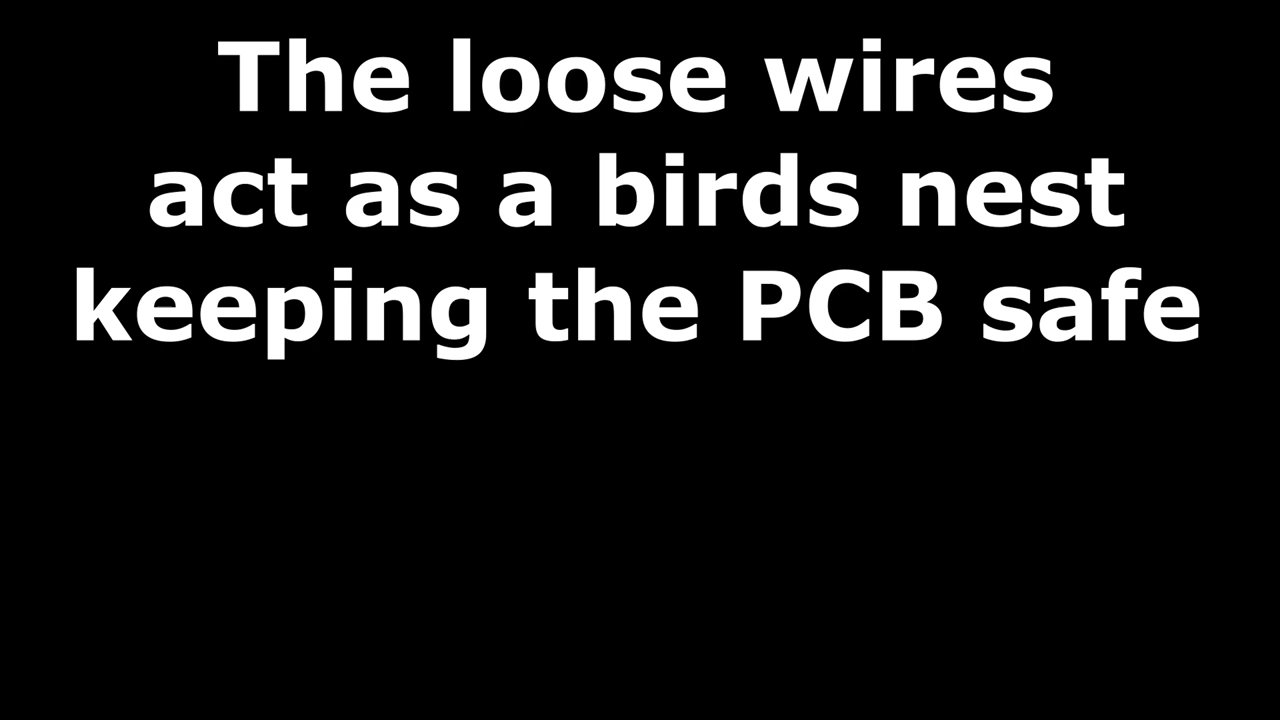 The loose wires
act as a birds nest
keeping the PCB safe